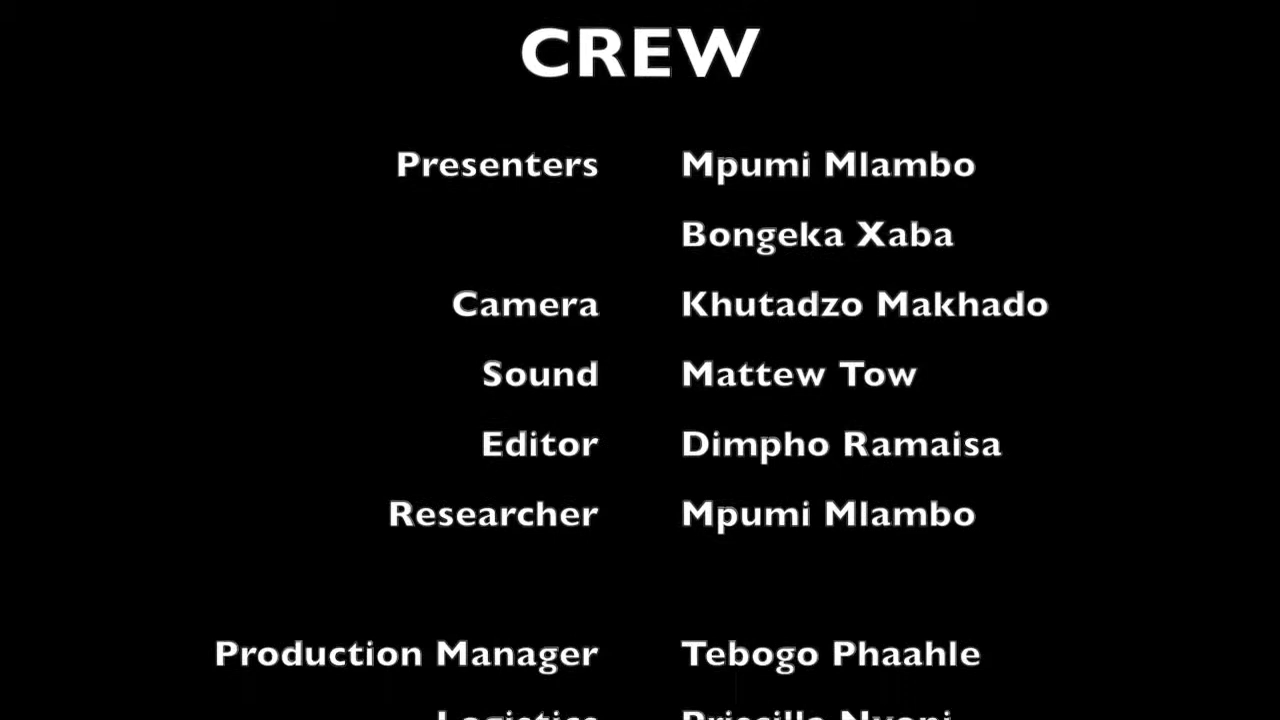 CREW
Presenters Mpumi Mlambo
Bongeka Xaba
Camera Khutadzo Makhado
Sound Mattew Tow
Editor Dimpho Ramaisa
Researcher Mpumi Mlambo
Production Manager Tebogo Phaahle
Logistics